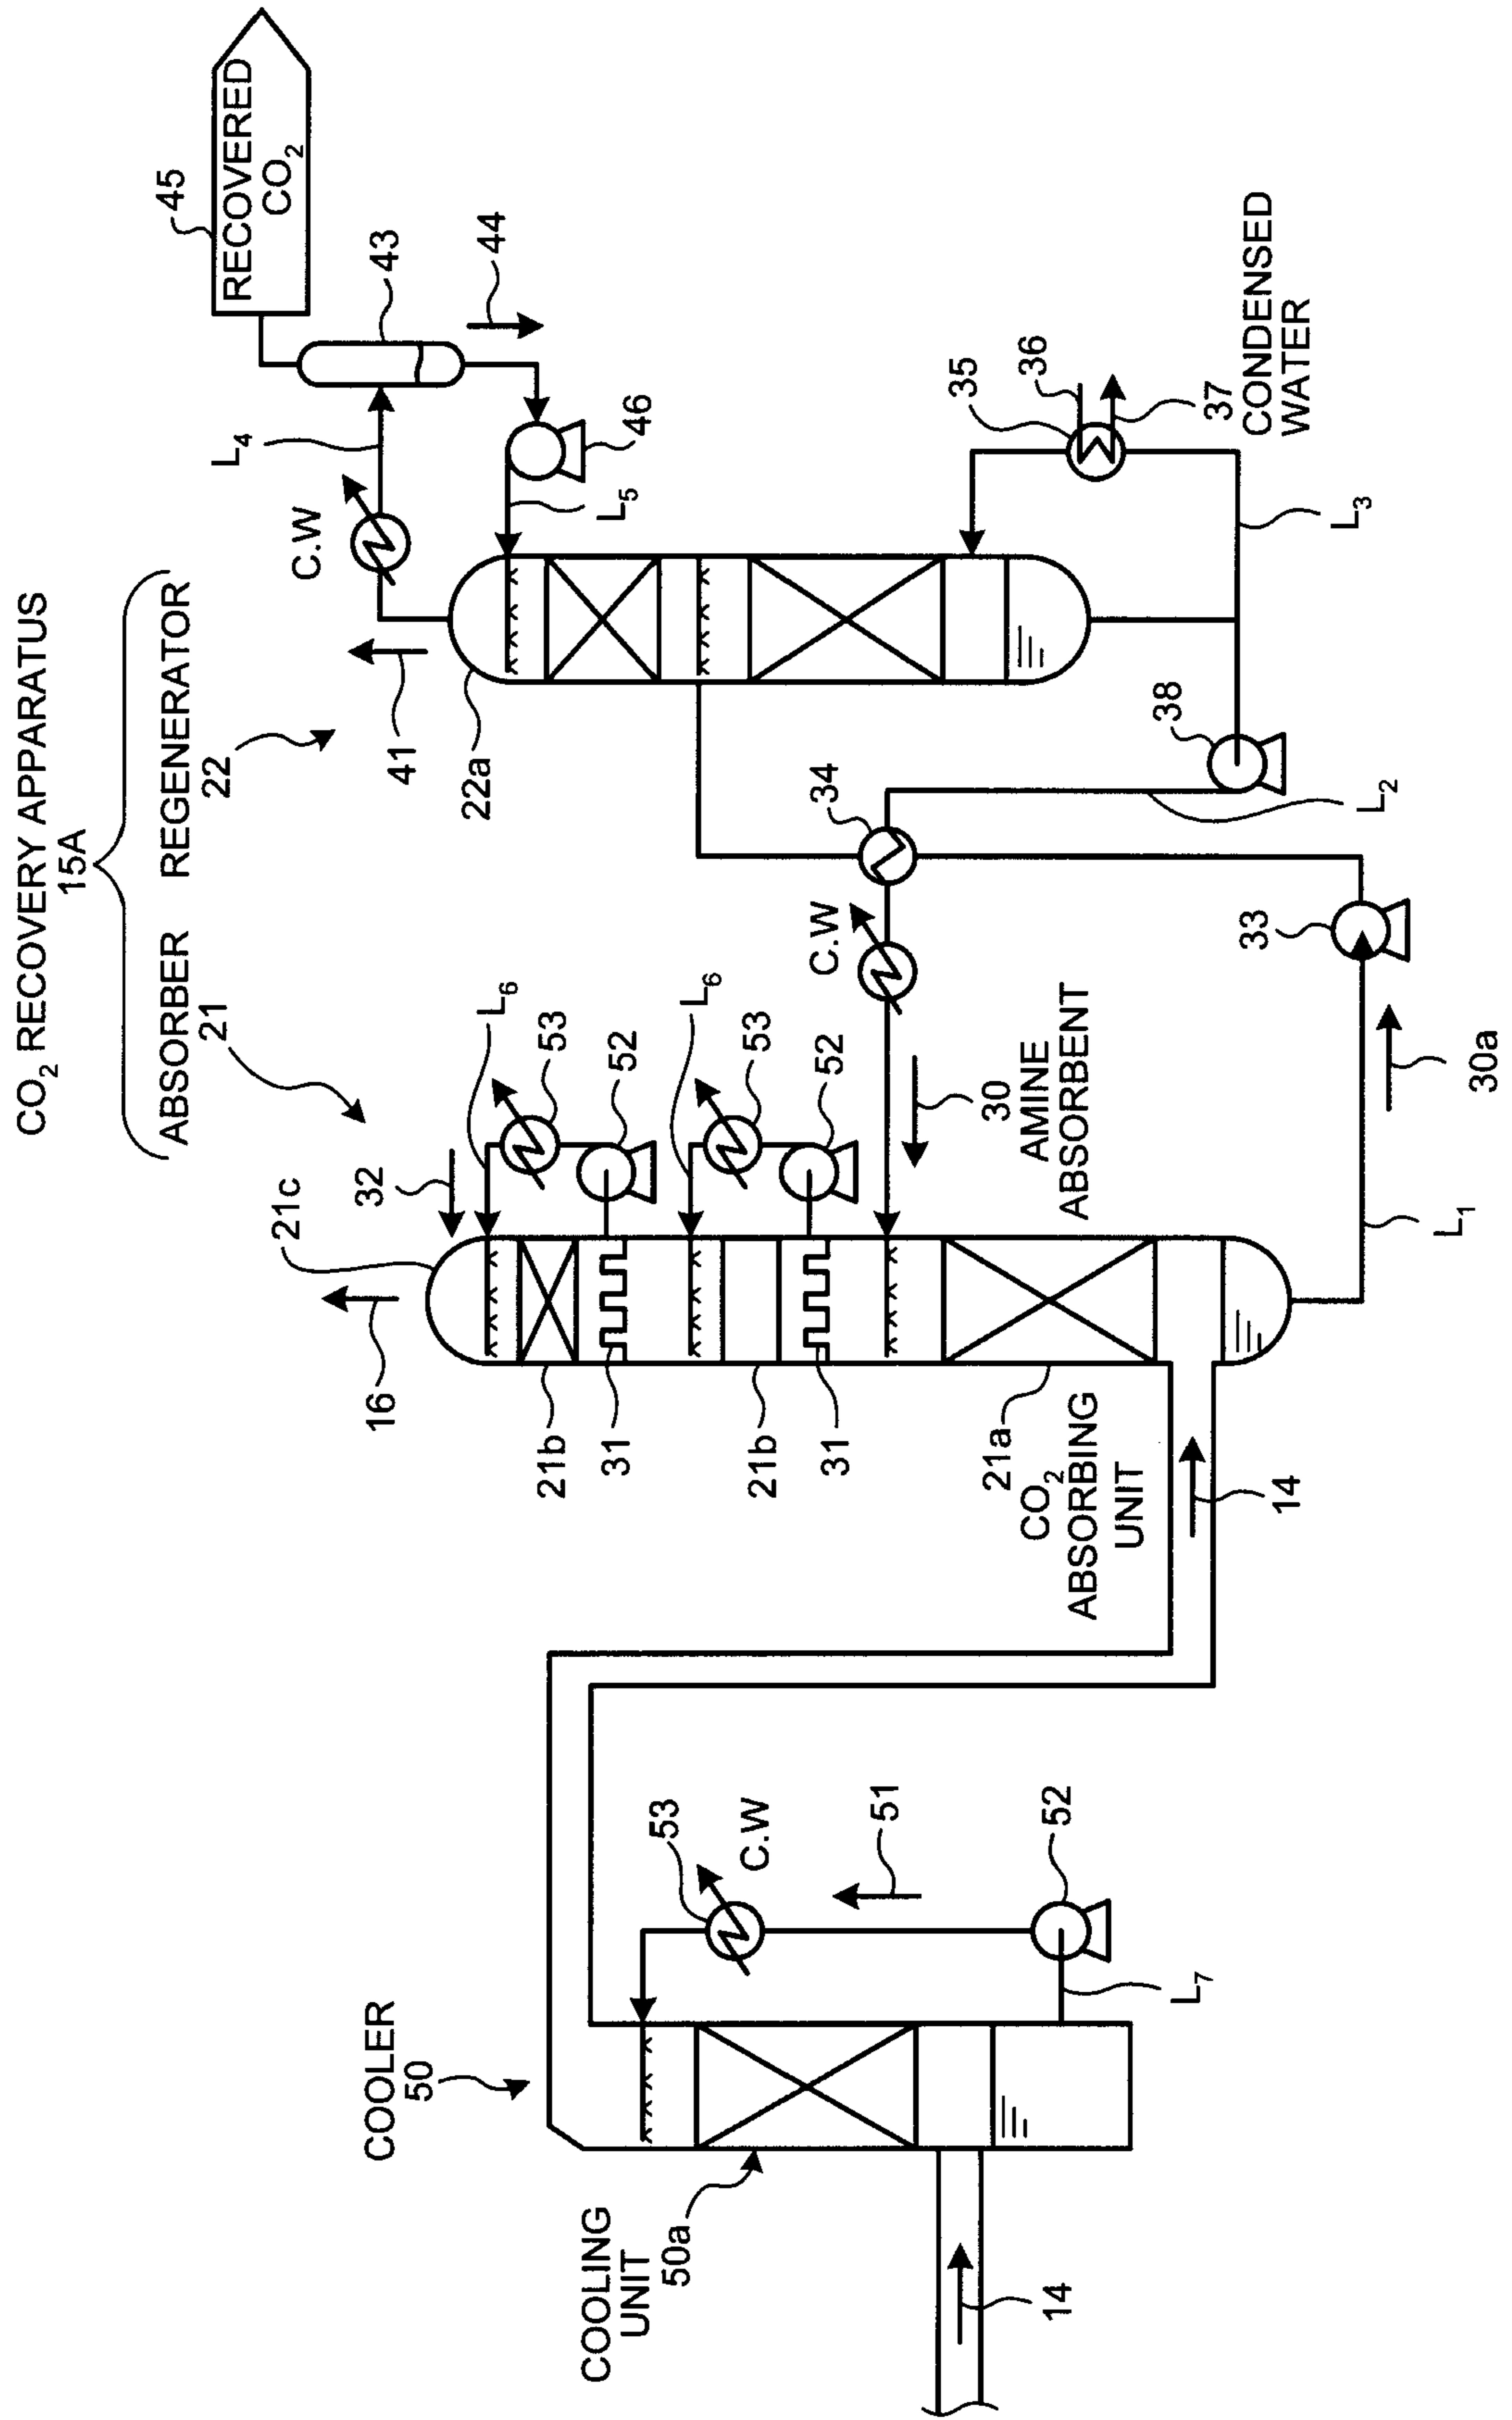 CO₂ RECOVERY APPARATUS
15A
ABSORBER
21
REGENERATOR
22
COOLER
50
COOLING
UNIT
50a
14
53
C.W
51
52
L₇
14
16
21c
32
L₆
53
52
21b
31
L₆
53
52
21b
31
21a
CO₂
ABSORBING
UNIT
30
AMINE
ABSORBENT
C.W
34
L₁
30a
33
L₂
38
41
22a
C.W
L₄
43
44
45
RECOVERED
CO₂
46
L₅
35
36
37
CONDENSED
WATER
L₃